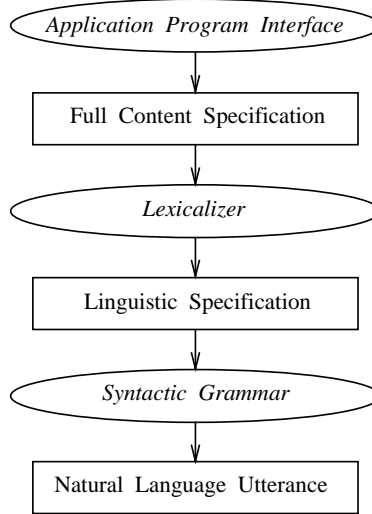 Application Program Interface
Full Content Specification
Lexicalizer
Linguistic Specification
Syntactic Grammar
Natural Language Utterance